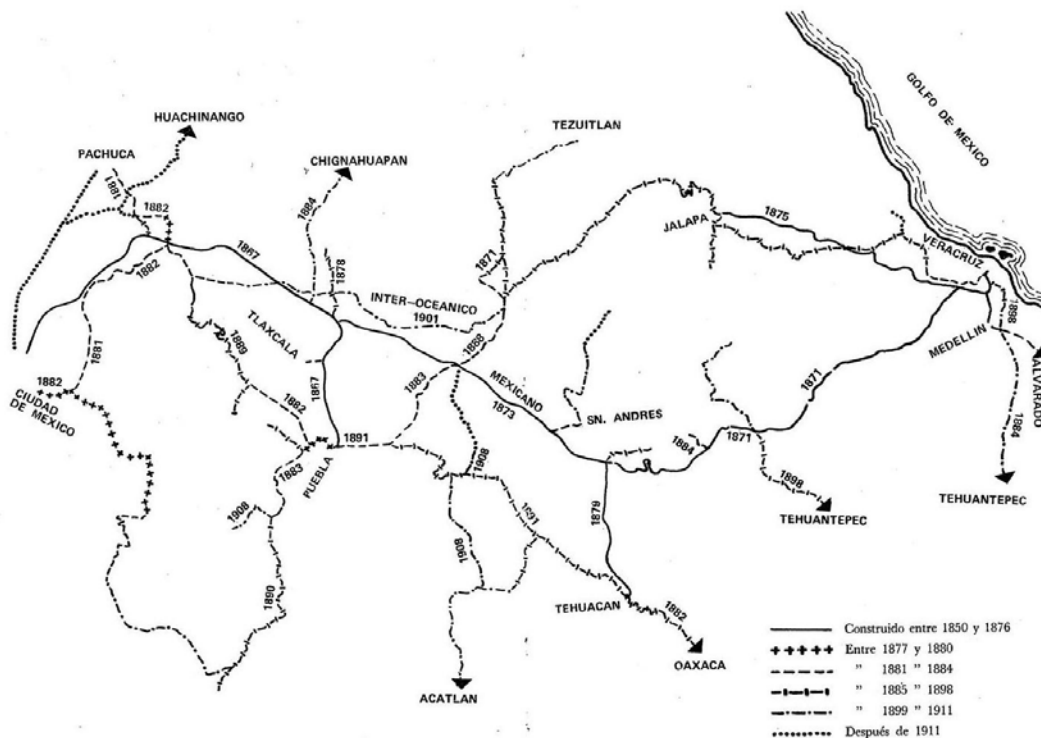 GOLFO DE MEXICO
HUACHINANGO
TEZUITLAN
PACHUCA
CHIGNAHUAPAN
1881
1882
1884
1875
JALAPA
1867
1882
1878
1871
VERACRUZ
INTER-OCEANICO
1901
1898
TLAXCALA
1889
1888
MEDELLIN
1881
1883
MEXICANO
1873
1871
ALVARADO
1882
CIUDAD
DE MEXICO
1867
1882
SN. ANDRES
1884
1871
1884
1891
1883
PUEBLA
1908
1898
TEHUANTEPEC
1908
1879
1891
TEHUANTEPEC
1908
1890
TEHUACAN
1882
OAXACA
ACATLAN
Construido entre 1850 y 1876
Entre 1877 y 1880
" 1881 " 1884
" 1885 " 1898
" 1899 " 1911
Después de 1911